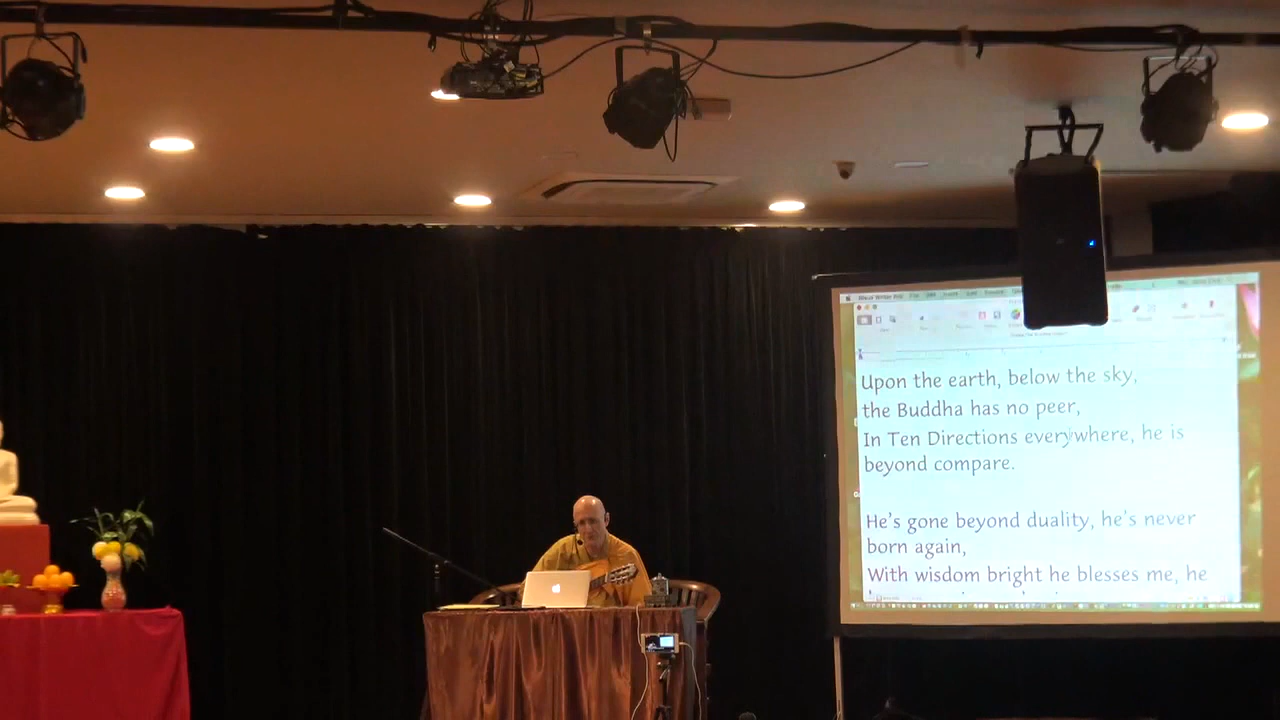 Upon the earth, below the sky,
the Buddha has no peer,
In Ten Directions everywhere, he is
beyond compare.
He's gone beyond duality, he's never
born again,
With wisdom bright he blesses me, he